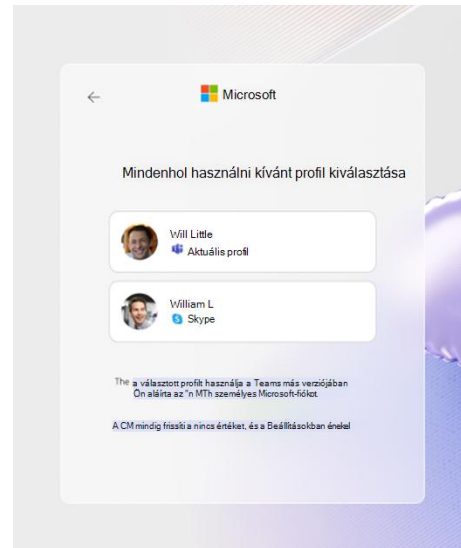 Microsoft
Mindenhol használni kívánt profil kiválasztása
Will Little
Aktuális profil
William L
Skype
The a választott profilt használja a Teams más verziójában
Ön aláírta az "n MTh személyes Microsoft-fiókot
A CM mindig frissíti a nincs értéket, és a Beállításokban énekel